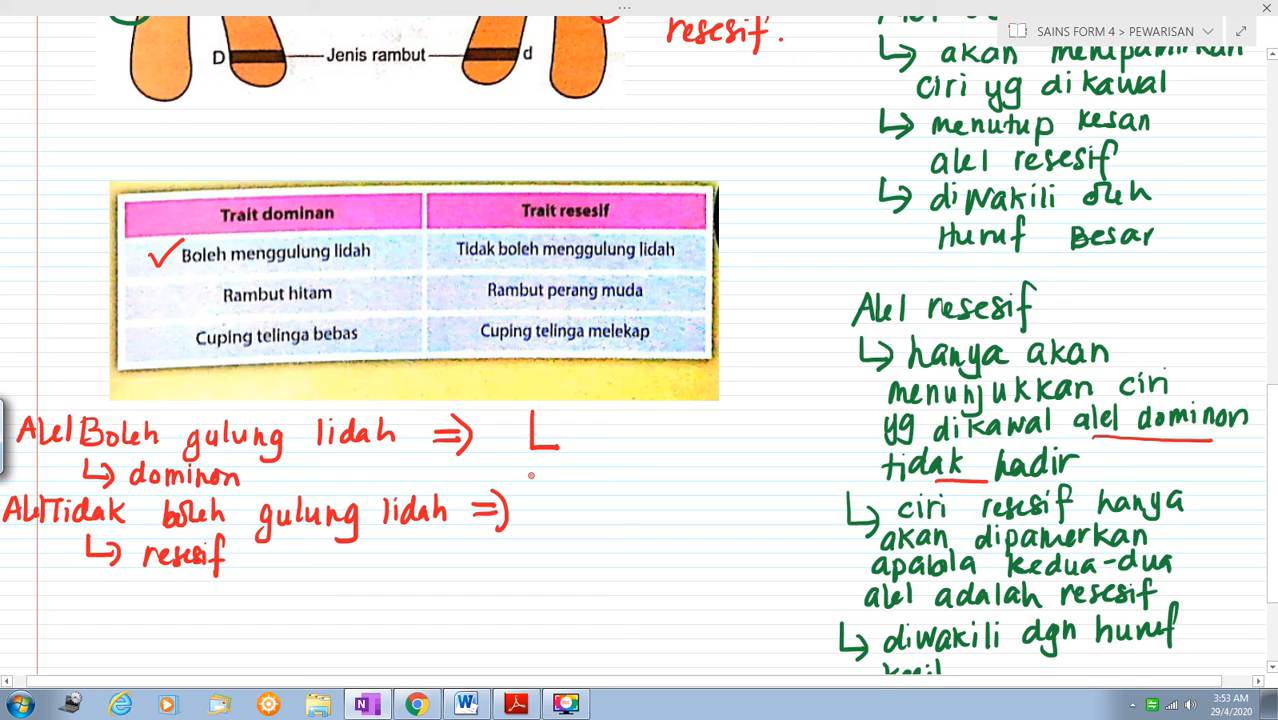 SAINS FORM 4 > PEWARISAN
resesif.
D
Jenis rambut
d
Trait dominan
Trait resesif
Boleh menggulung lidah
Tidak boleh menggulung lidah
Rambut hitam
Rambut perang muda
Cuping telinga bebas
Cuping telinga melekap
Alel Boleh gulung lidah => L
↳ dominan
Alel Tidak boleh gulung lidah =>
↳ resesif
↳ akan mempamirkan
ciri yg dikawal
↳ menutup kesan
alel resesif
↳ diwakili oleh
Huruf Besar
Alel resesif
↳ hanya akan
menunjukkan ciri
yg dikawal alel dominan
tidak hadir
↳ ciri resesif hanya
akan dipamerkan
apabila kedua-dua
alel adalah resesif
↳ diwakili dgn huruf
3:53 AM
29/4/2020